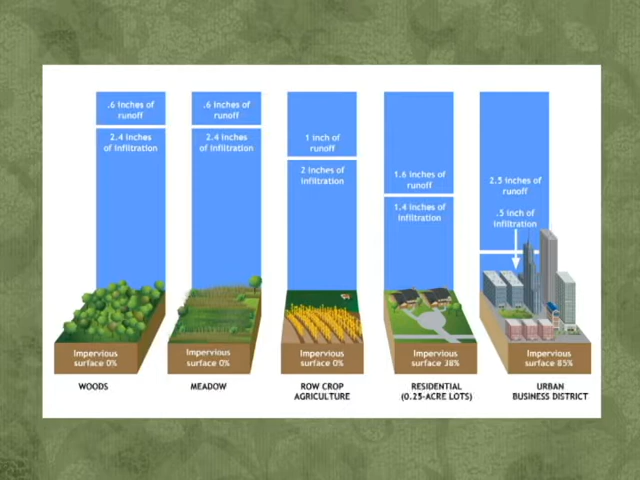 .6 inches of
runoff
2.4 inches
of infiltration
.6 inches of
runoff
2.4 inches
of infiltration
1 inch of
runoff
2 inches of
infiltration
1.6 inches of
runoff
1.4 inches of
infiltration
2.5 inches of
runoff
.5 inch of
infiltration
Impervious
surface 0%
Impervious
surface 0%
Impervious
surface 0%
Impervious
surface 38%
Impervious
surface 85%
WOODS
MEADOW
ROW CROP
AGRICULTURE
RESIDENTIAL
(0.25-ACRE LOTS)
URBAN
BUSINESS DISTRICT